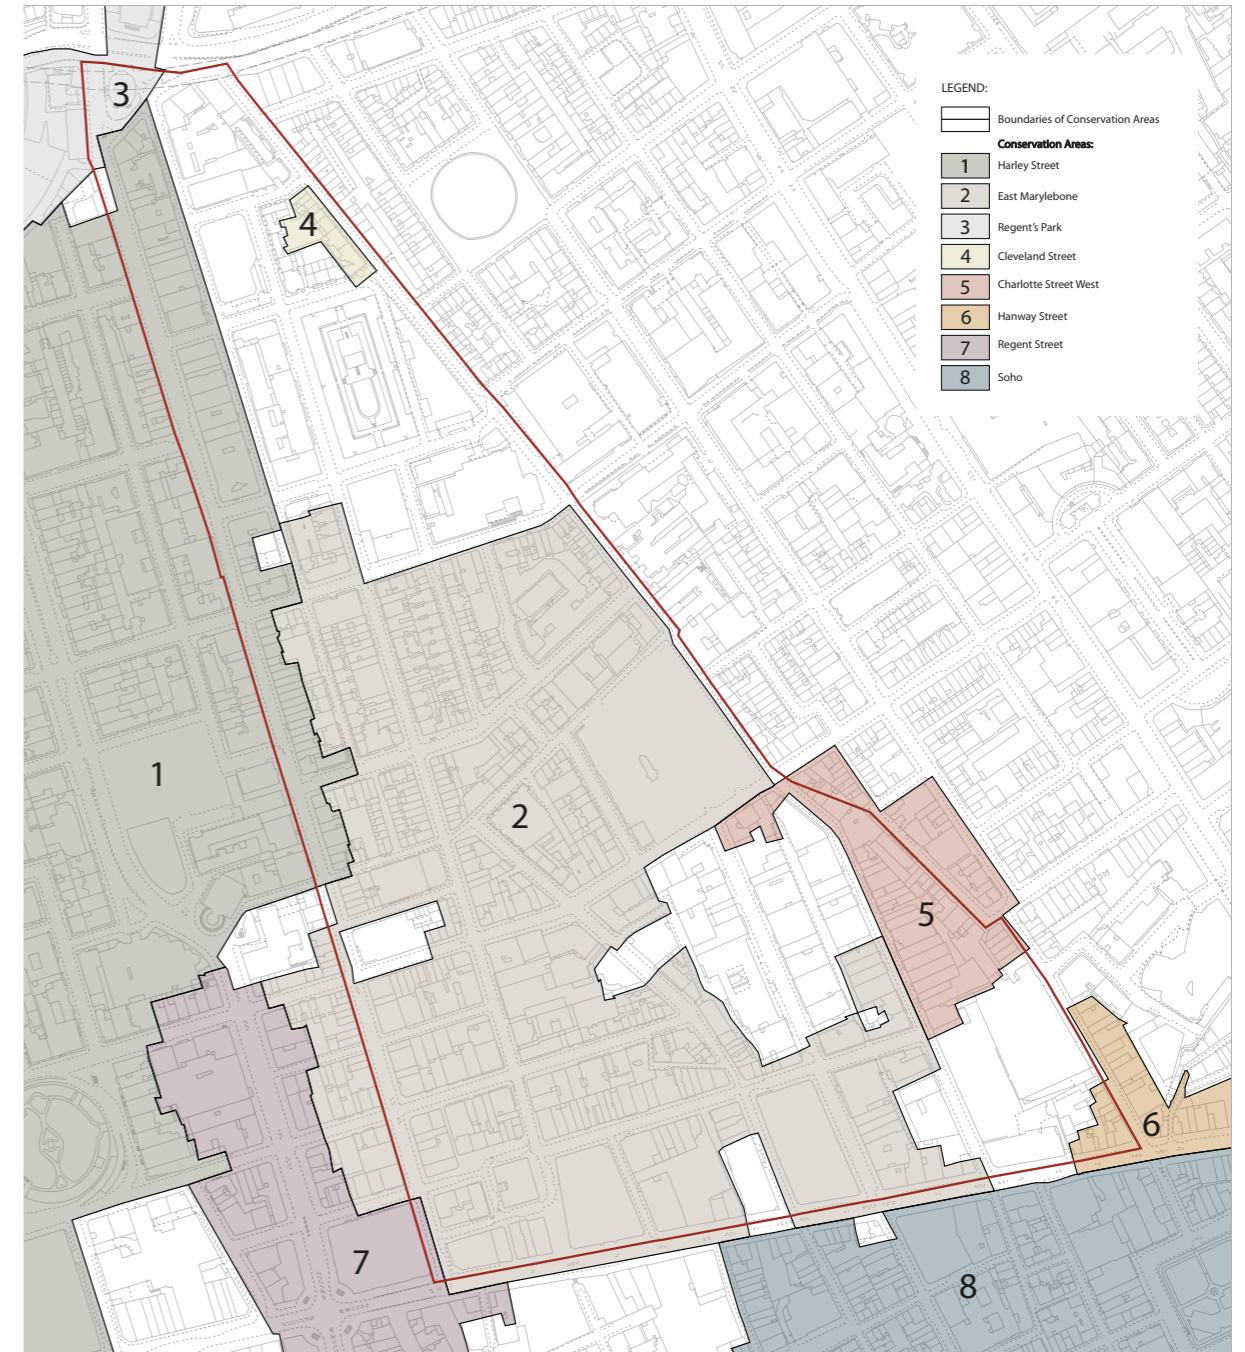 3
LEGEND:
Boundaries of Conservation Areas
Conservation Areas:
1 Harley Street
2 East Marylebone
3 Regent's Park
4 Cleveland Street
5 Charlotte Street West
6 Hanway Street
7 Regent Street
8 Soho
4
1
2
5
6
7
8